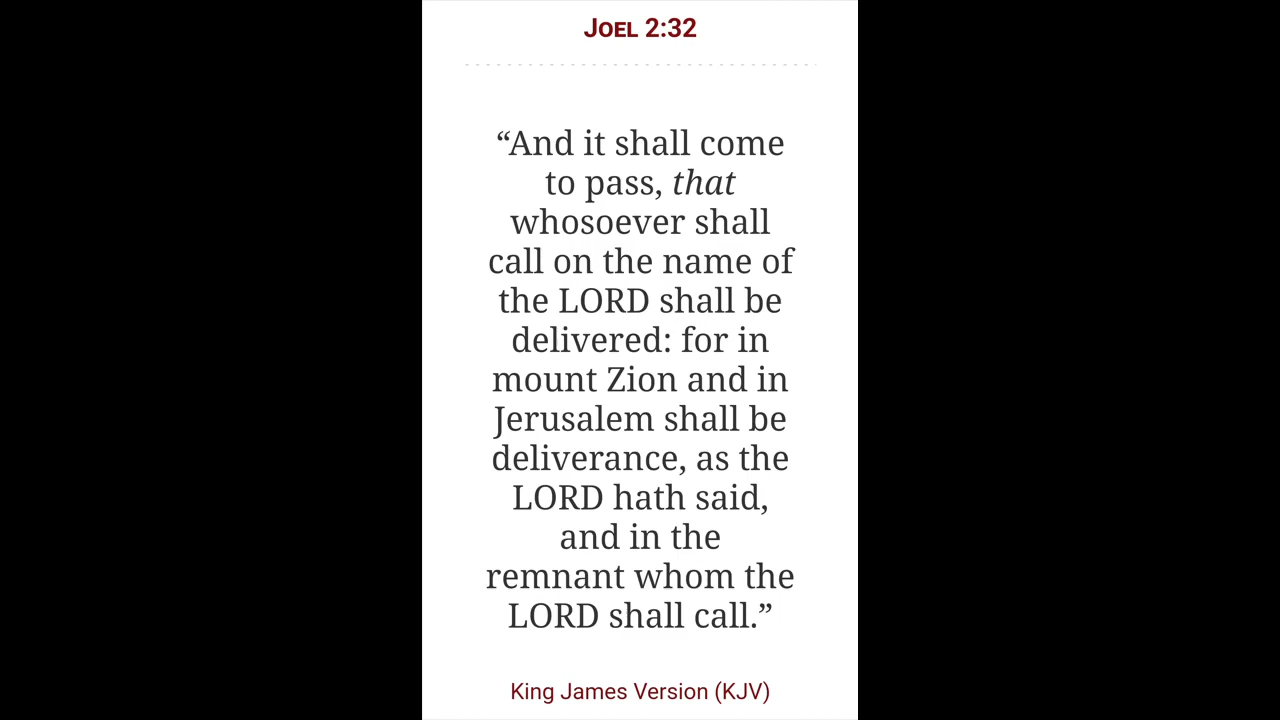 JOEL 2:32
“And it shall come
to pass, that
whosoever shall
call on the name of
the LORD shall be
delivered: for in
mount Zion and in
Jerusalem shall be
deliverance, as the
LORD hath said,
and in the
remnant whom the
LORD shall call.”
King James Version (KJV)